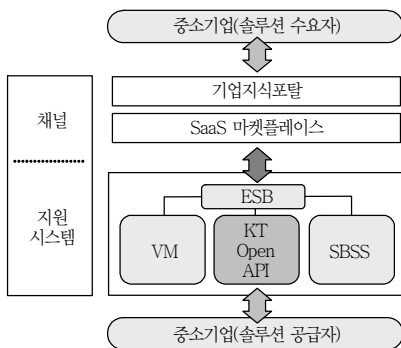 중소기업(솔루션 수요자)
채널
기업지식포탈
SaaS 마켓플레이스
지원
시스템
ESB
VM
KT
Open
API
SBSS
중소기업(솔루션 공급자)